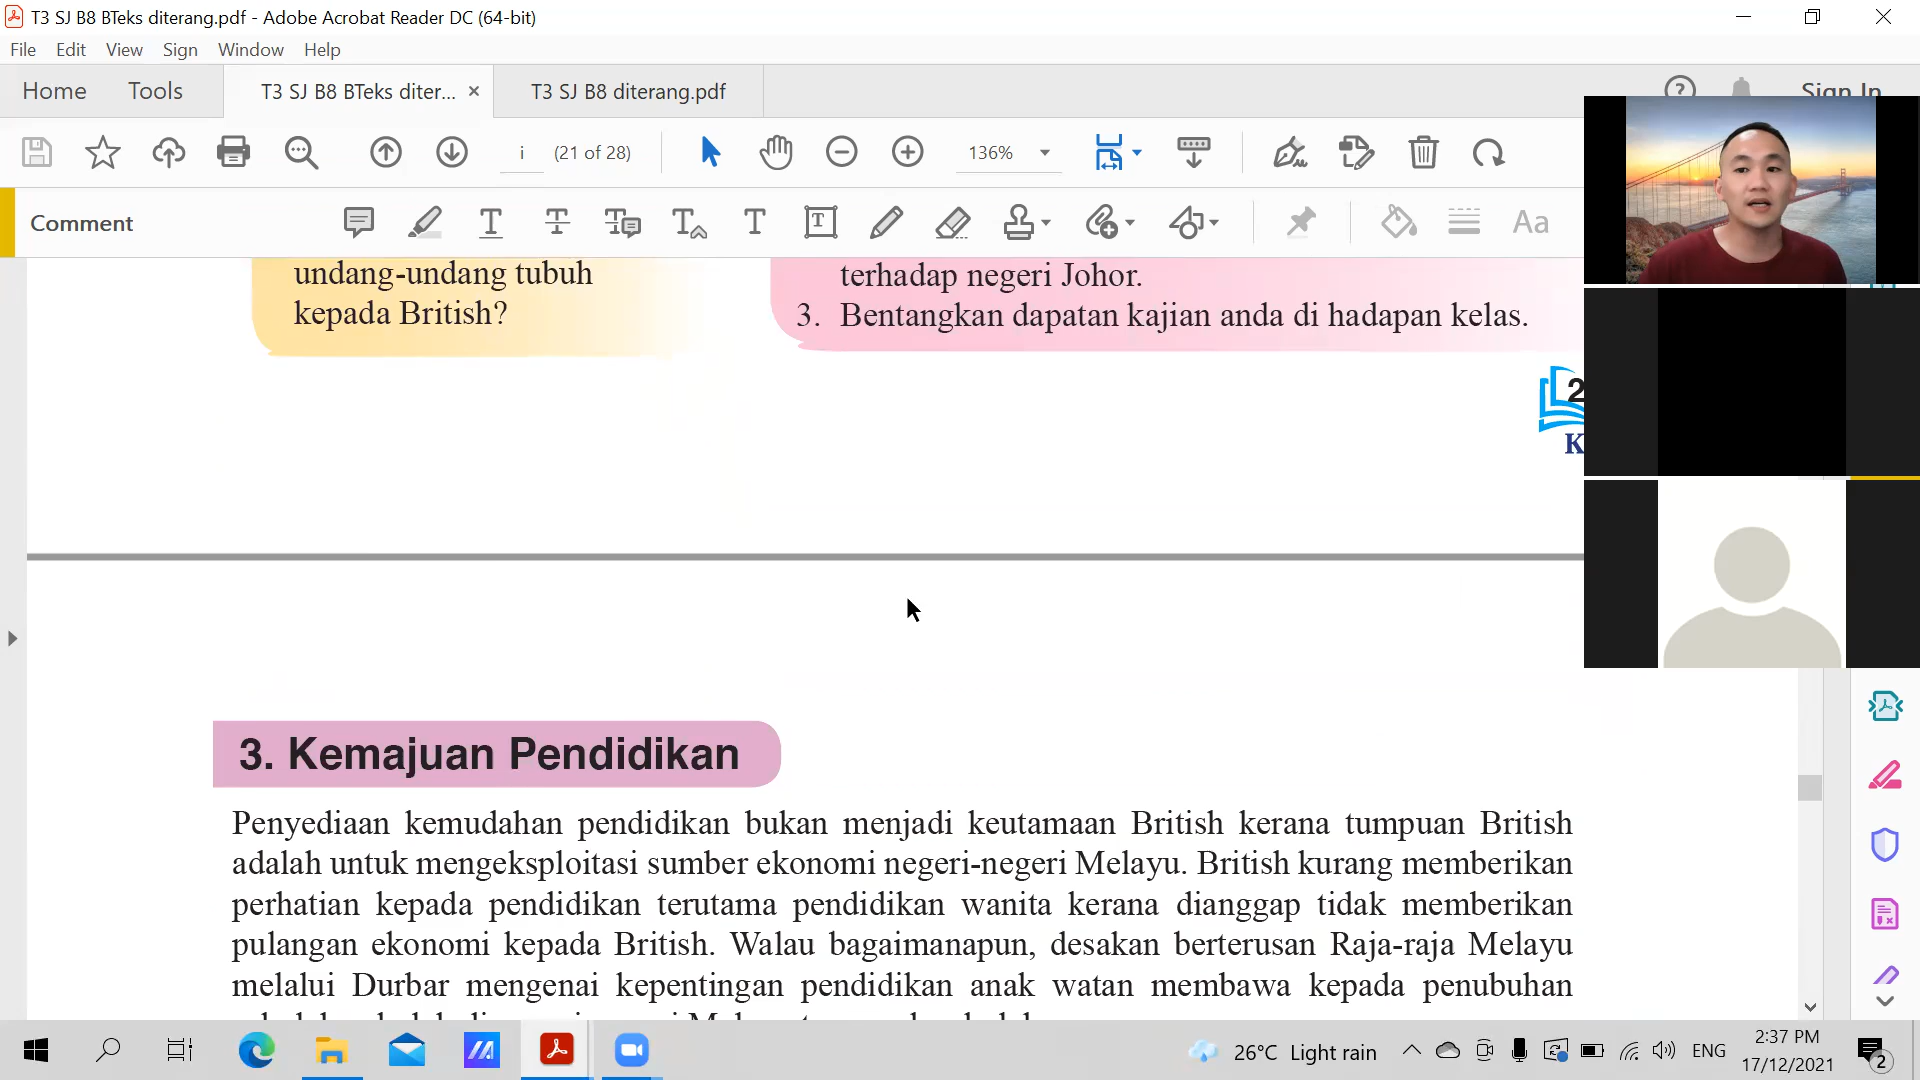 T3 SJ B8 BTeks diterang.pdf - Adobe Acrobat Reader DC (64-bit)
File Edit View Sign Window Help
Home Tools T3 SJ B8 BTeks diter... × T3 SJ B8 diterang.pdf Sign In
i (21 of 28) 136%
Comment
undang-undang tubuh
kepada British?
terhadap negeri Johor.
3. Bentangkan dapatan kajian anda di hadapan kelas.
2
K
3. Kemajuan Pendidikan
Penyediaan kemudahan pendidikan bukan menjadi keutamaan British kerana tumpuan British
adalah untuk mengeksploitasi sumber ekonomi negeri-negeri Melayu. British kurang memberikan
perhatian kepada pendidikan terutama pendidikan wanita kerana dianggap tidak memberikan
pulangan ekonomi kepada British. Walau bagaimanapun, desakan berterusan Raja-raja Melayu
melalui Durbar mengenai kepentingan pendidikan anak watan membawa kepada penubuhan
26°C Light rain ENG 2:37 PM
17/12/2021 2